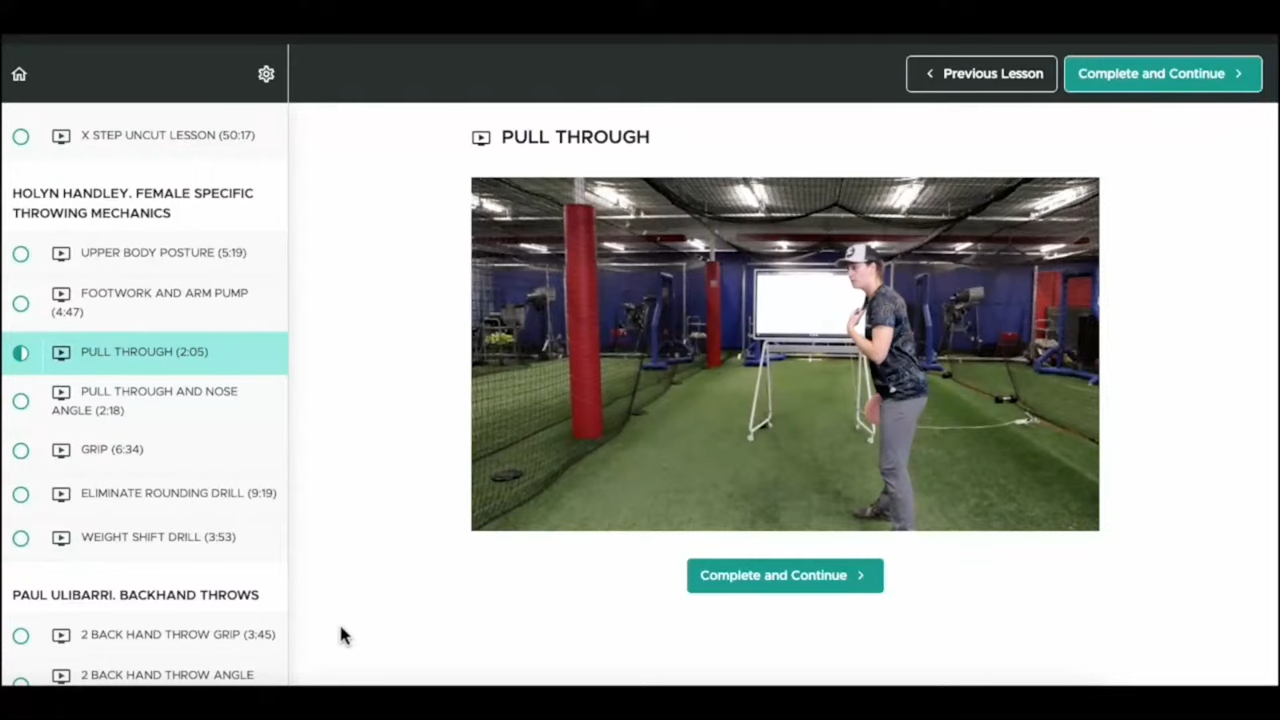 Previous Lesson
Complete and Continue
X STEP UNCUT LESSON (50:17)
HOLYN HANDLEY. FEMALE SPECIFIC
THROWING MECHANICS
UPPER BODY POSTURE (5:19)
FOOTWORK AND ARM PUMP
(4:47)
PULL THROUGH (2:05)
PULL THROUGH AND NOSE
ANGLE (2:18)
GRIP (6:34)
ELIMINATE ROUNDING DRILL (9:19)
WEIGHT SHIFT DRILL (3:53)
PAUL ULIBARRI. BACKHAND THROWS
2 BACK HAND THROW GRIP (3:45)
2 BACK HAND THROW ANGLE
PULL THROUGH
Complete and Continue